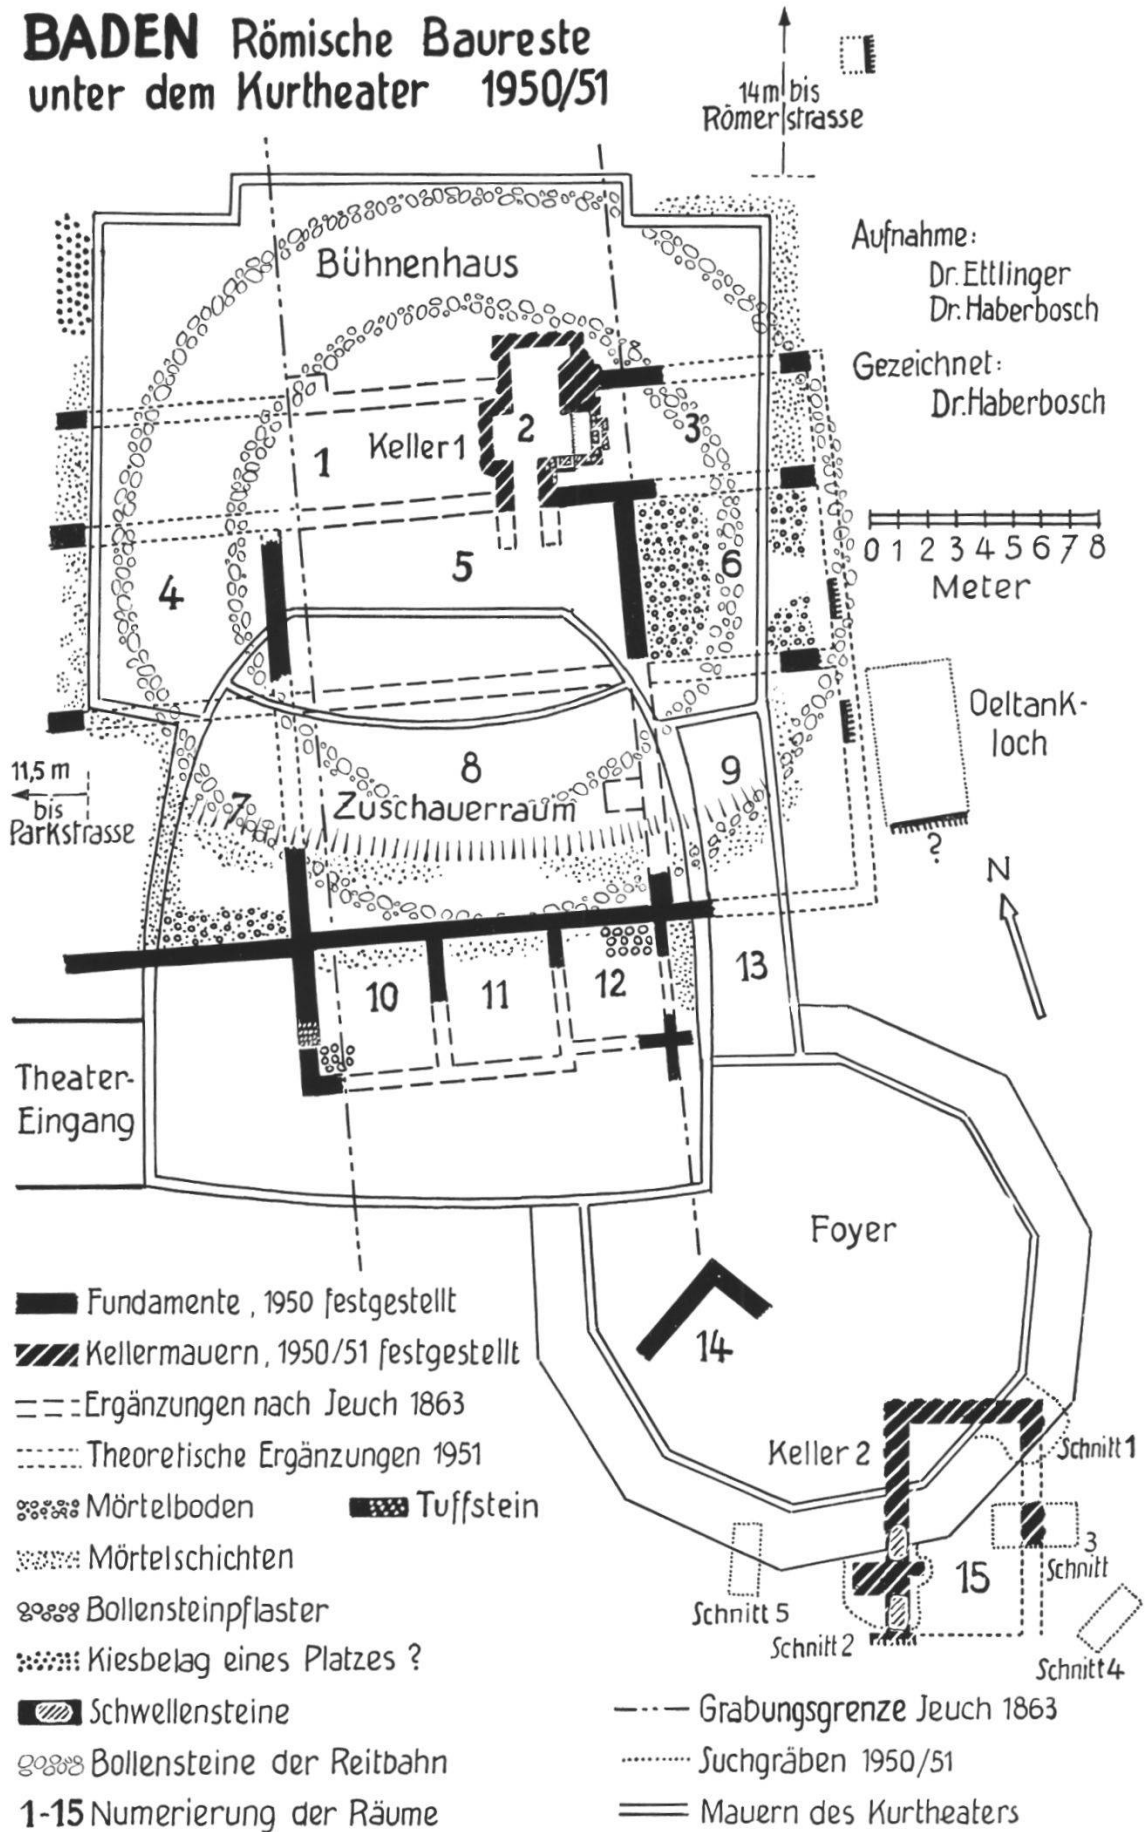 BADEN Römische Baureste
unter dem Kurtheater 1950/51
14m bis
Römerstrasse
Aufnahme:
Dr. Ettlinger
Dr. Haberbosch
Gezeichnet:
Dr. Haberbosch
Bühnenhaus
1
Keller 1
2
3
4
5
6
0 1 2 3 4 5 6 7 8
Meter
Oeltank-
loch
?
11,5 m
bis
Parkstrasse
7
8
Zuschauerraum
9
N
10
11
12
13
Theater-
Eingang
Foyer
14
Keller 2
15
Schnitt 1
3
Schnitt
Schnitt 5
Schnitt 2
Schnitt 4
Fundamente, 1950 festgestellt
Kellermauern, 1950/51 festgestellt
Ergänzungen nach Jeuch 1863
Theoretische Ergänzungen 1951
Mörtelboden
Tuffstein
Mörtelschichten
Bollensteinpflaster
Kiesbelag eines Platzes ?
Schwellensteine
Bollensteine der Reitbahn
1-15 Numerierung der Räume
Grabungsgrenze Jeuch 1863
Suchgräben 1950/51
Mauern des Kurtheaters